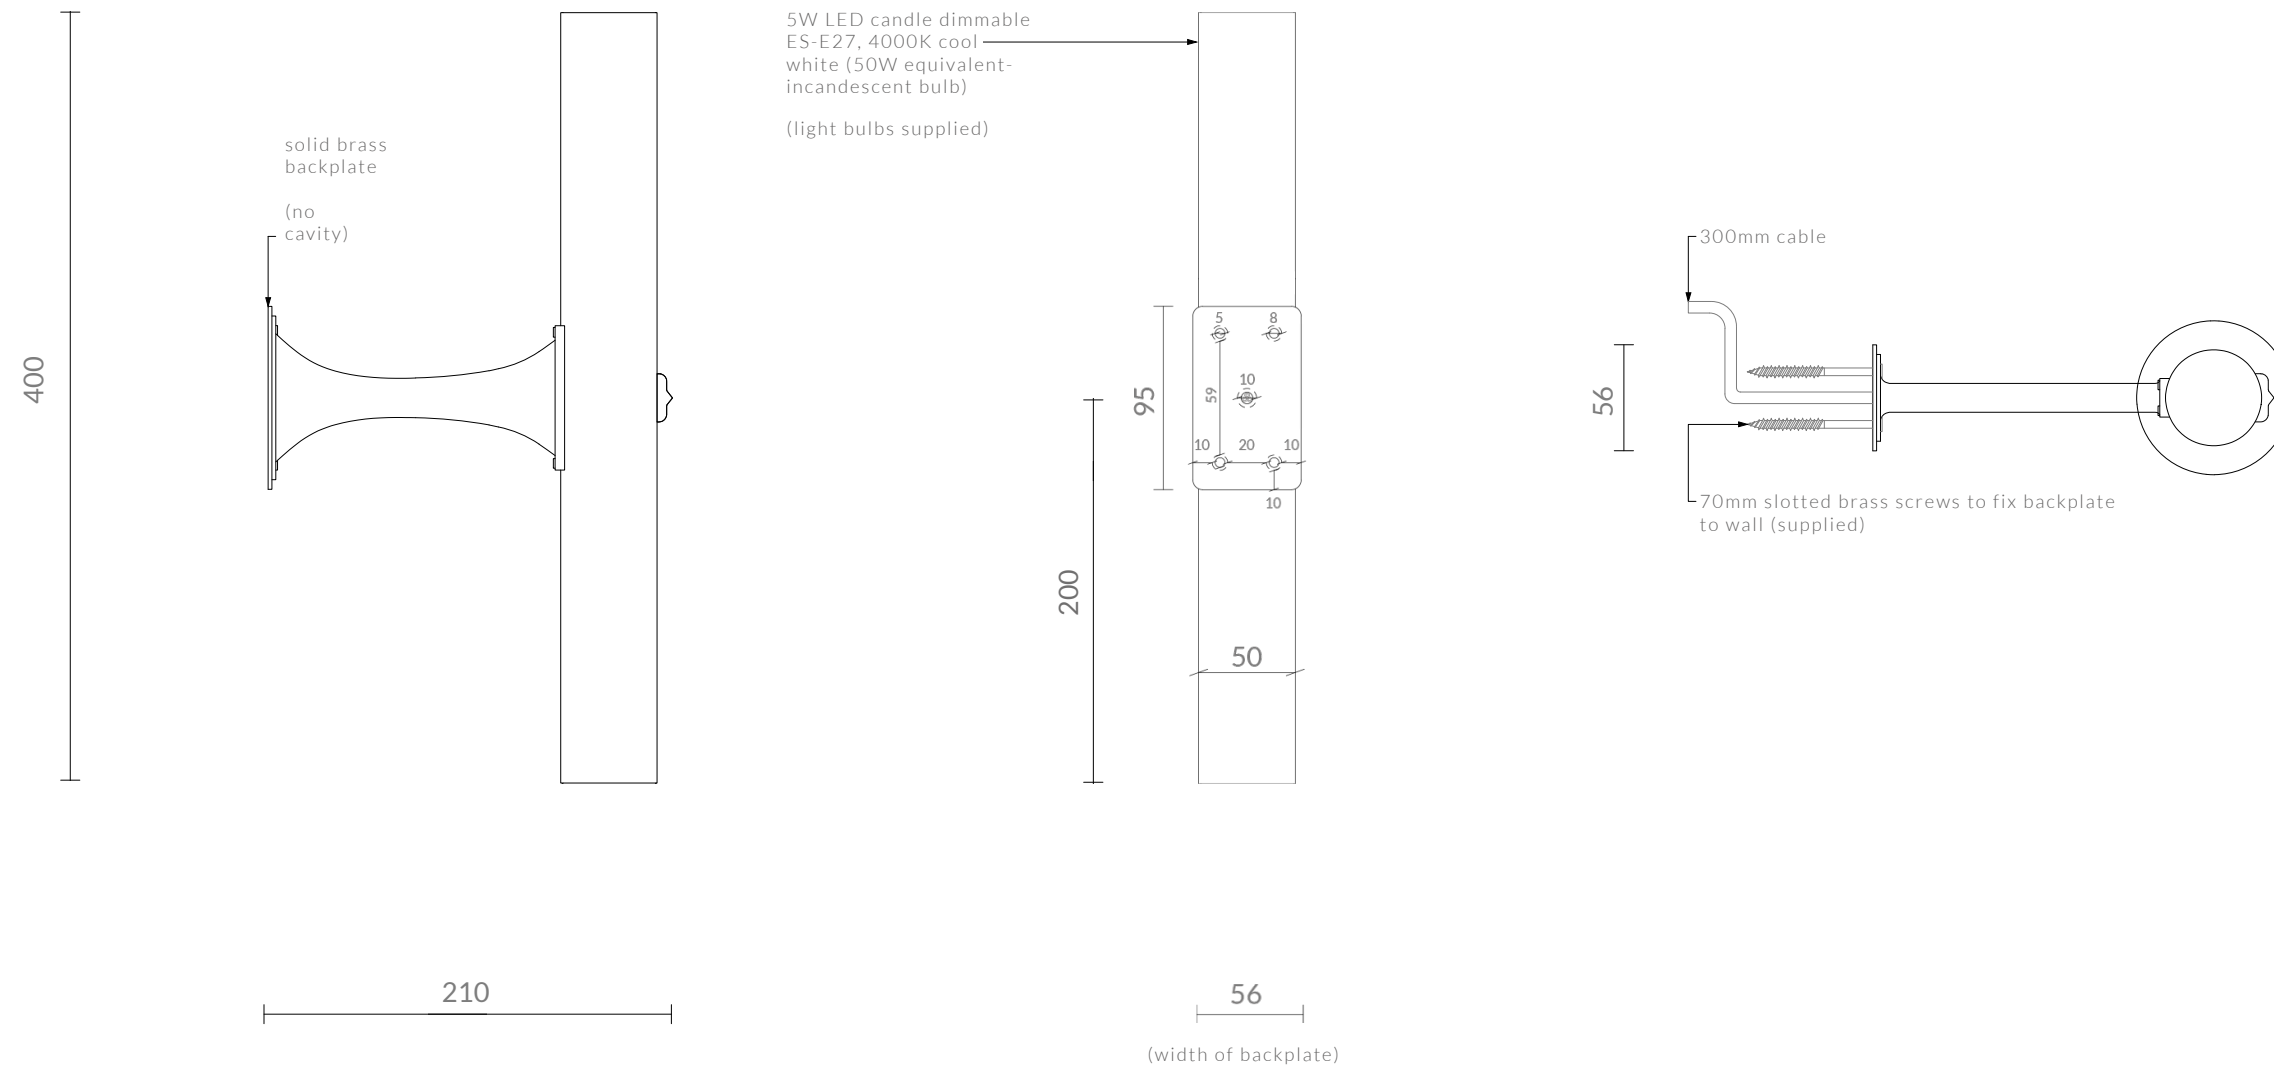 400
solid brass
backplate
(no
cavity)
210
5W LED candle dimmable
ES-E27, 4000K cool
white (50W equivalent-
incandescent bulb)
(light bulbs supplied)
95
5
8
10
59
10
20
10
10
200
50
56
(width of backplate)
300mm cable
56
70mm slotted brass screws to fix backplate
to wall (supplied)